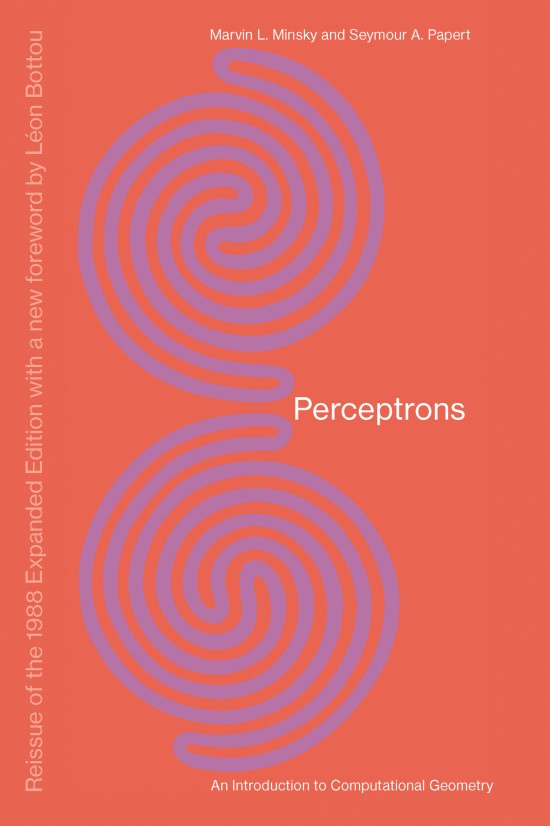 Marvin L. Minsky and Seymour A. Papert
Reissue of the 1988 Expanded Edition with a new foreword by Léon Bottou
Perceptrons
An Introduction to Computational Geometry